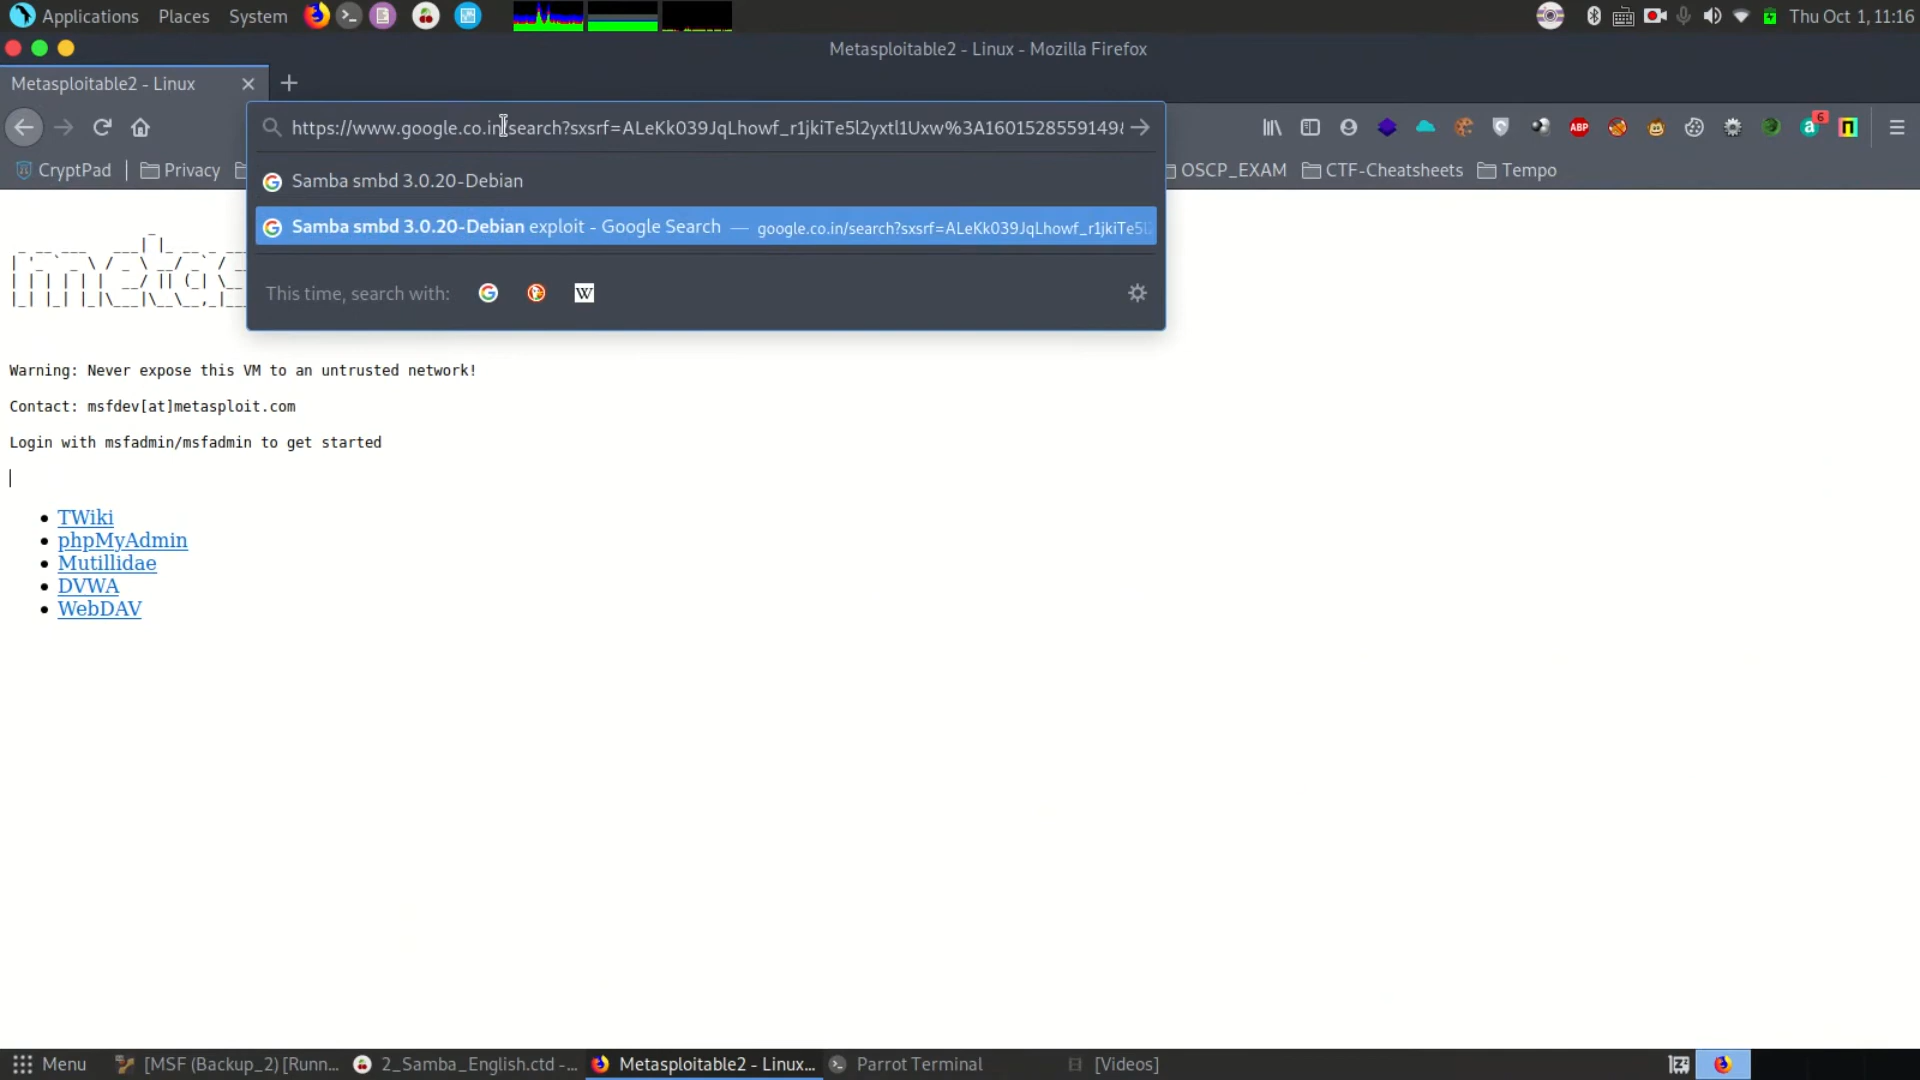 Applications Places System Thu Oct 1, 11:16
Metasploitable2 - Linux - Mozilla Firefox
Metasploitable2 - Linux
https://www.google.co.in/search?sxsrf=ALeKk039JqLhowf_r1jkiTe5l2yxtl1Uxw%3A1601528559149&
ABP
a
6
n
CryptPad Privacy OSCP_EXAM CTF-Cheatsheets Tempo
Samba smbd 3.0.20-Debian
Samba smbd 3.0.20-Debian exploit - Google Search — google.co.in/search?sxsrf=ALeKk039JqLhowf_r1jkiTe5l
This time, search with: W
Warning: Never expose this VM to an untrusted network!
Contact: msfdev[at]metasploit.com
Login with msfadmin/msfadmin to get started
TWiki
phpMyAdmin
Mutillidae
DVWA
WebDAV
Menu [MSF (Backup_2) [Runn... 2_Samba_English.ctd -... Metasploitable2 - Linux... Parrot Terminal [Videos]